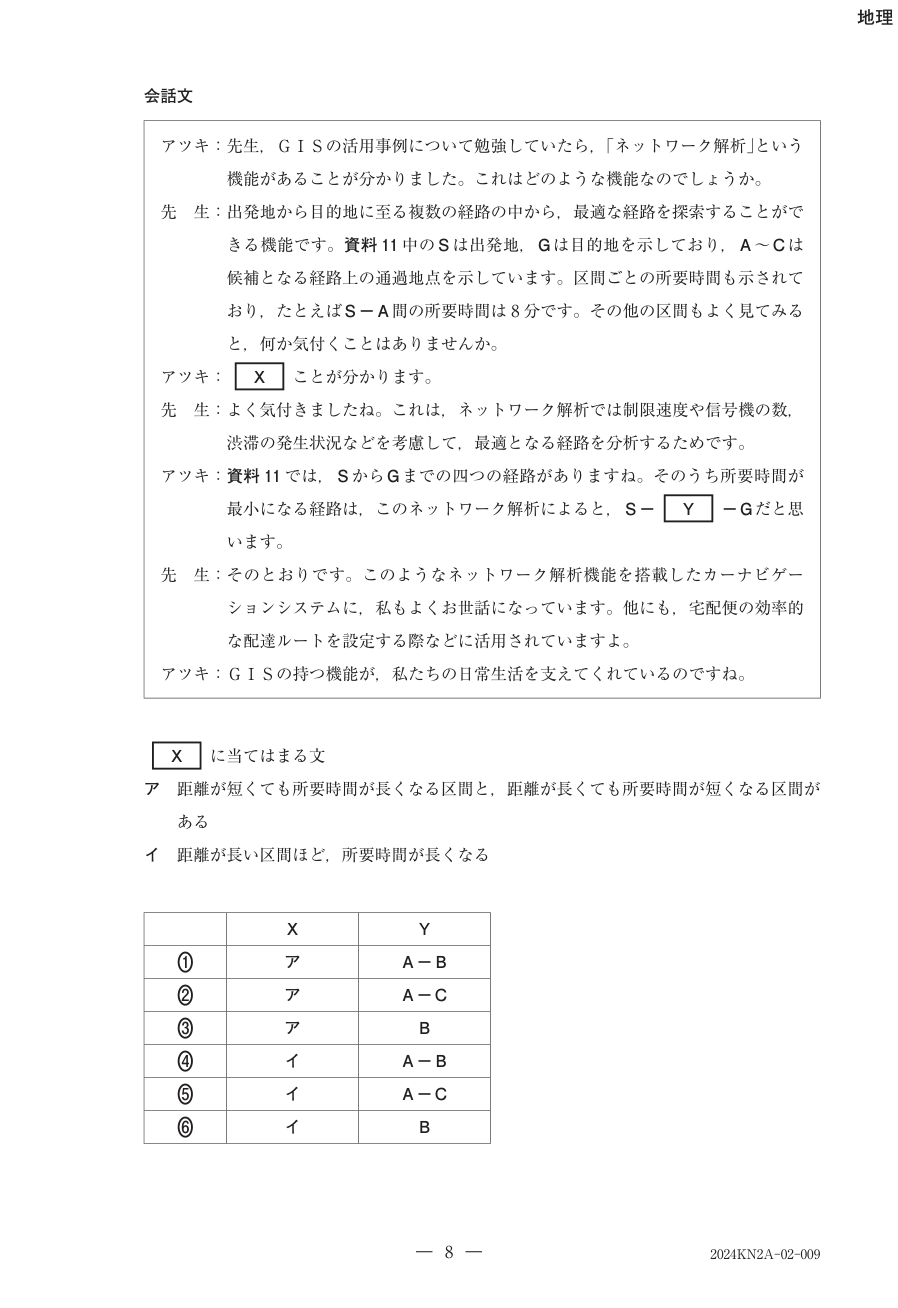 地理
会話文
アツキ：先生，ＧＩＳの活用事例について勉強していたら，「ネットワーク解析」という
機能があることが分かりました。これはどのような機能なのでしょうか。
先　生：出発地から目的地に至る複数の経路の中から，最適な経路を探索することがで
きる機能です。資料 11 中のＳは出発地，Ｇは目的地を示しており，Ａ～Ｃは
候補となる経路上の通過地点を示しています。区間ごとの所要時間も示されて
おり，たとえばＳ－Ａ間の所要時間は８分です。その他の区間もよく見てみる
と，何か気付くことはありませんか。
アツキ： X ことが分かります。
先　生：よく気付きましたね。これは，ネットワーク解析では制限速度や信号機の数，
渋滞の発生状況などを考慮して，最適となる経路を分析するためです。
アツキ：資料 11 では，ＳからＧまでの四つの経路がありますね。そのうち所要時間が
最小になる経路は，このネットワーク解析によると，Ｓ－ Y －Ｇだと思
います。
先　生：そのとおりです。このようなネットワーク解析機能を搭載したカーナビゲー
ションシステムに，私もよくお世話になっています。他にも，宅配便の効率的
な配達ルートを設定する際などに活用されていますよ。
アツキ：ＧＩＳの持つ機能が，私たちの日常生活を支えてくれているのですね。
X に当てはまる文
ア　距離が短くても所要時間が長くなる区間と，距離が長くても所要時間が短くなる区間が
ある
イ　距離が長い区間ほど，所要時間が長くなる
X Y
① ア A－B
② ア A－C
③ ア B
④ イ A－B
⑤ イ A－C
⑥ イ B
— 8 —
2024KN2A-02-009